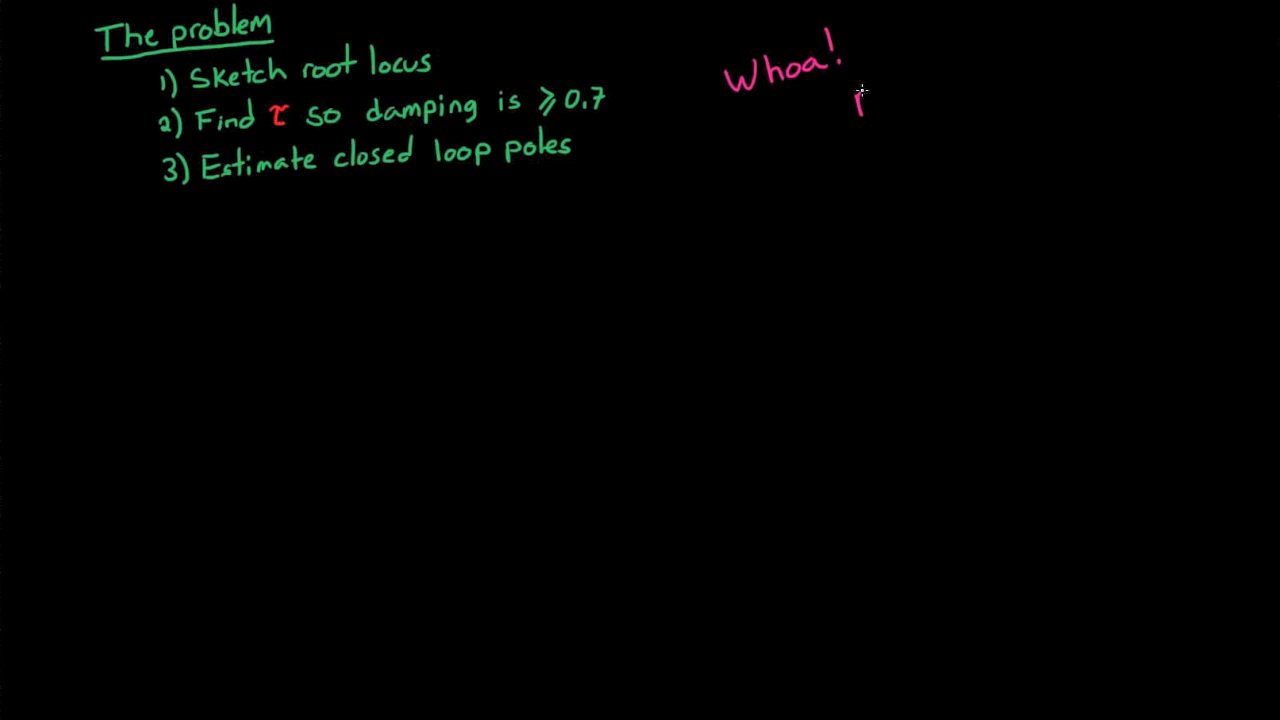 The problem
1) Sketch root locus
2) Find τ so damping is ⩾ 0.7
3) Estimate closed loop poles
Whoa!